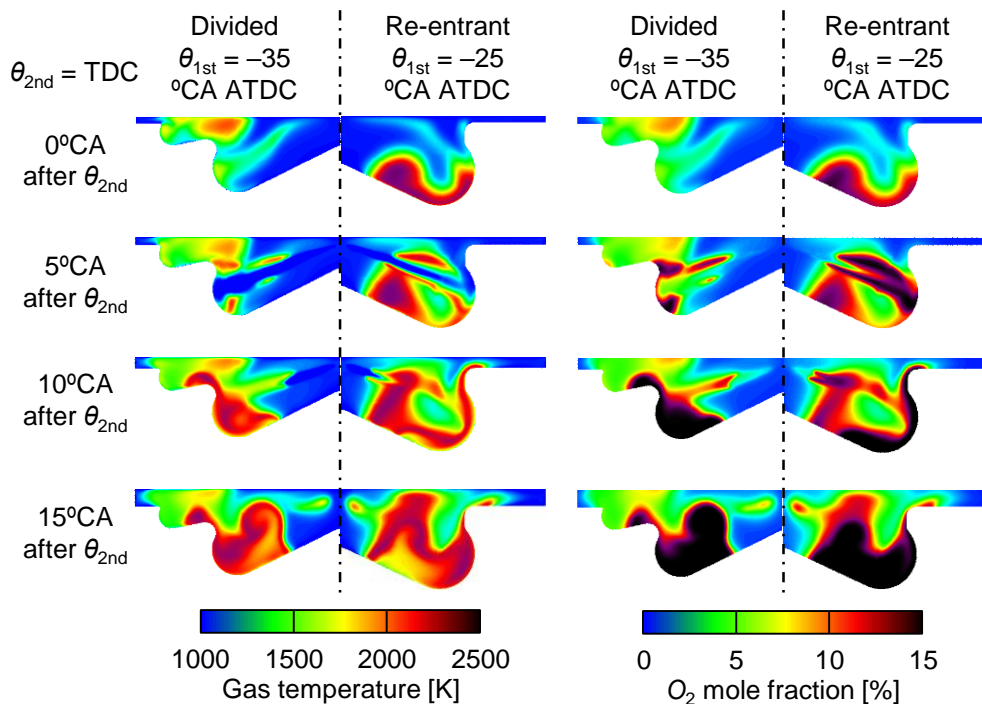 Divided
θ1st = –35
ºCA ATDC
Re-entrant
θ1st = –25
ºCA ATDC
Divided
θ1st = –35
ºCA ATDC
Re-entrant
θ1st = –25
ºCA ATDC
θ2nd = TDC
0ºCA
after θ2nd
5ºCA
after θ2nd
10ºCA
after θ2nd
15ºCA
after θ2nd
1000 1500 2000 2500
Gas temperature [K]
0 5 10 15
O2 mole fraction [%]